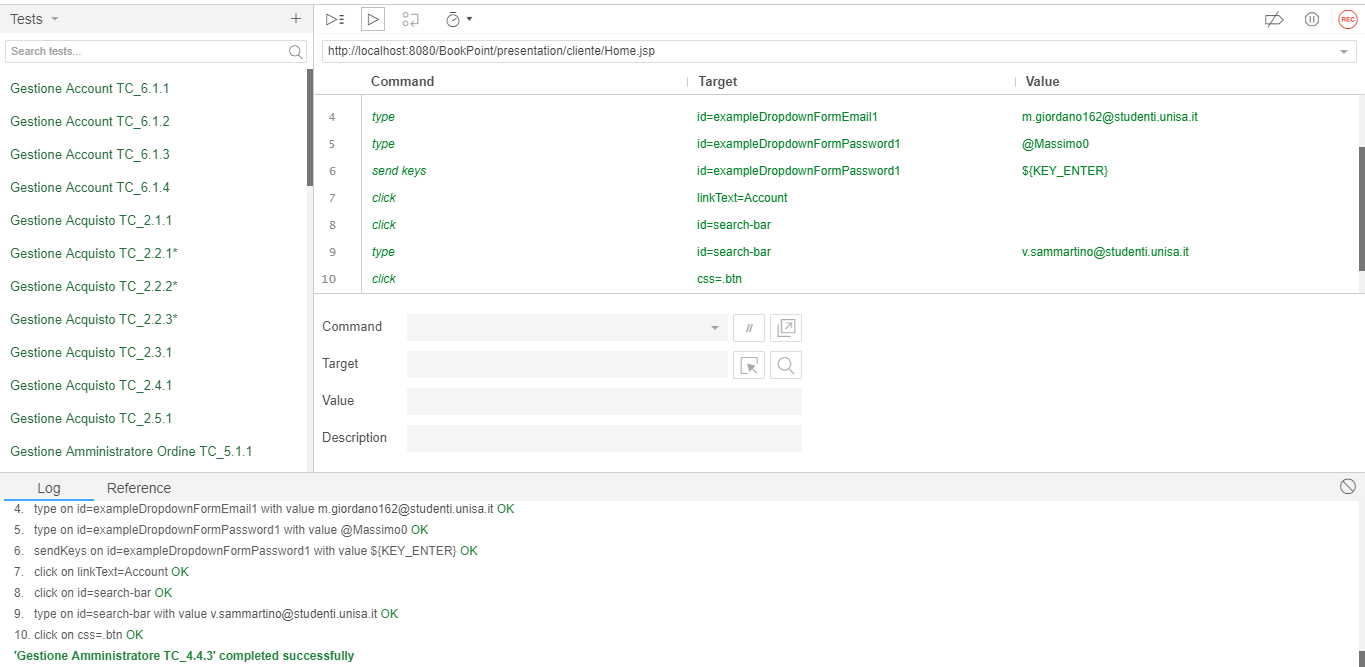 Tests
+
Search tests...
Gestione Account TC_6.1.1
Gestione Account TC_6.1.2
Gestione Account TC_6.1.3
Gestione Account TC_6.1.4
Gestione Acquisto TC_2.1.1
Gestione Acquisto TC_2.2.1*
Gestione Acquisto TC_2.2.2*
Gestione Acquisto TC_2.2.3*
Gestione Acquisto TC_2.3.1
Gestione Acquisto TC_2.4.1
Gestione Acquisto TC_2.5.1
Gestione Amministratore Ordine TC_5.1.1
REC
http://localhost:8080/BookPoint/presentation/cliente/Home.jsp
Command Target Value
4 type id=exampleDropdownFormEmail1 m.giordano162@studenti.unisa.it
5 type id=exampleDropdownFormPassword1 @Massimo0
6 send keys id=exampleDropdownFormPassword1 ${KEY_ENTER}
7 click linkText=Account
8 click id=search-bar
9 type id=search-bar v.sammartino@studenti.unisa.it
10 click css=.btn
Command //
Target
Value
Description
Log Reference
4. type on id=exampleDropdownFormEmail1 with value m.giordano162@studenti.unisa.it OK
5. type on id=exampleDropdownFormPassword1 with value @Massimo0 OK
6. sendKeys on id=exampleDropdownFormPassword1 with value ${KEY_ENTER} OK
7. click on linkText=Account OK
8. click on id=search-bar OK
9. type on id=search-bar with value v.sammartino@studenti.unisa.it OK
10. click on css=.btn OK
'Gestione Amministratore TC_4.4.3' completed successfully